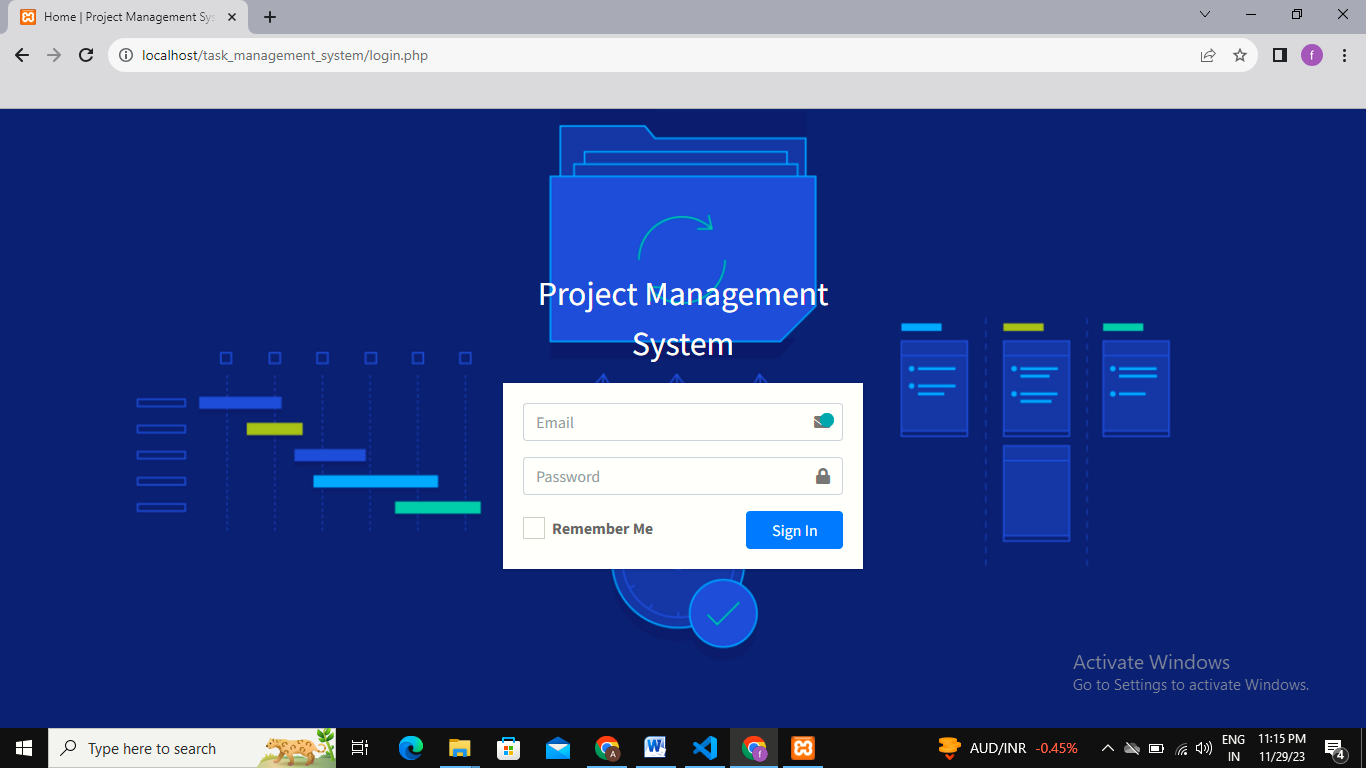 Home | Project Management Sys
localhost/task_management_system/login.php
f
Project Management
System
Email
Password
Remember Me
Sign In
Activate Windows
Go to Settings to activate Windows.
Type here to search
A
W
f
AUD/INR -0.45%
ENG
IN
11:15 PM
11/29/23
4